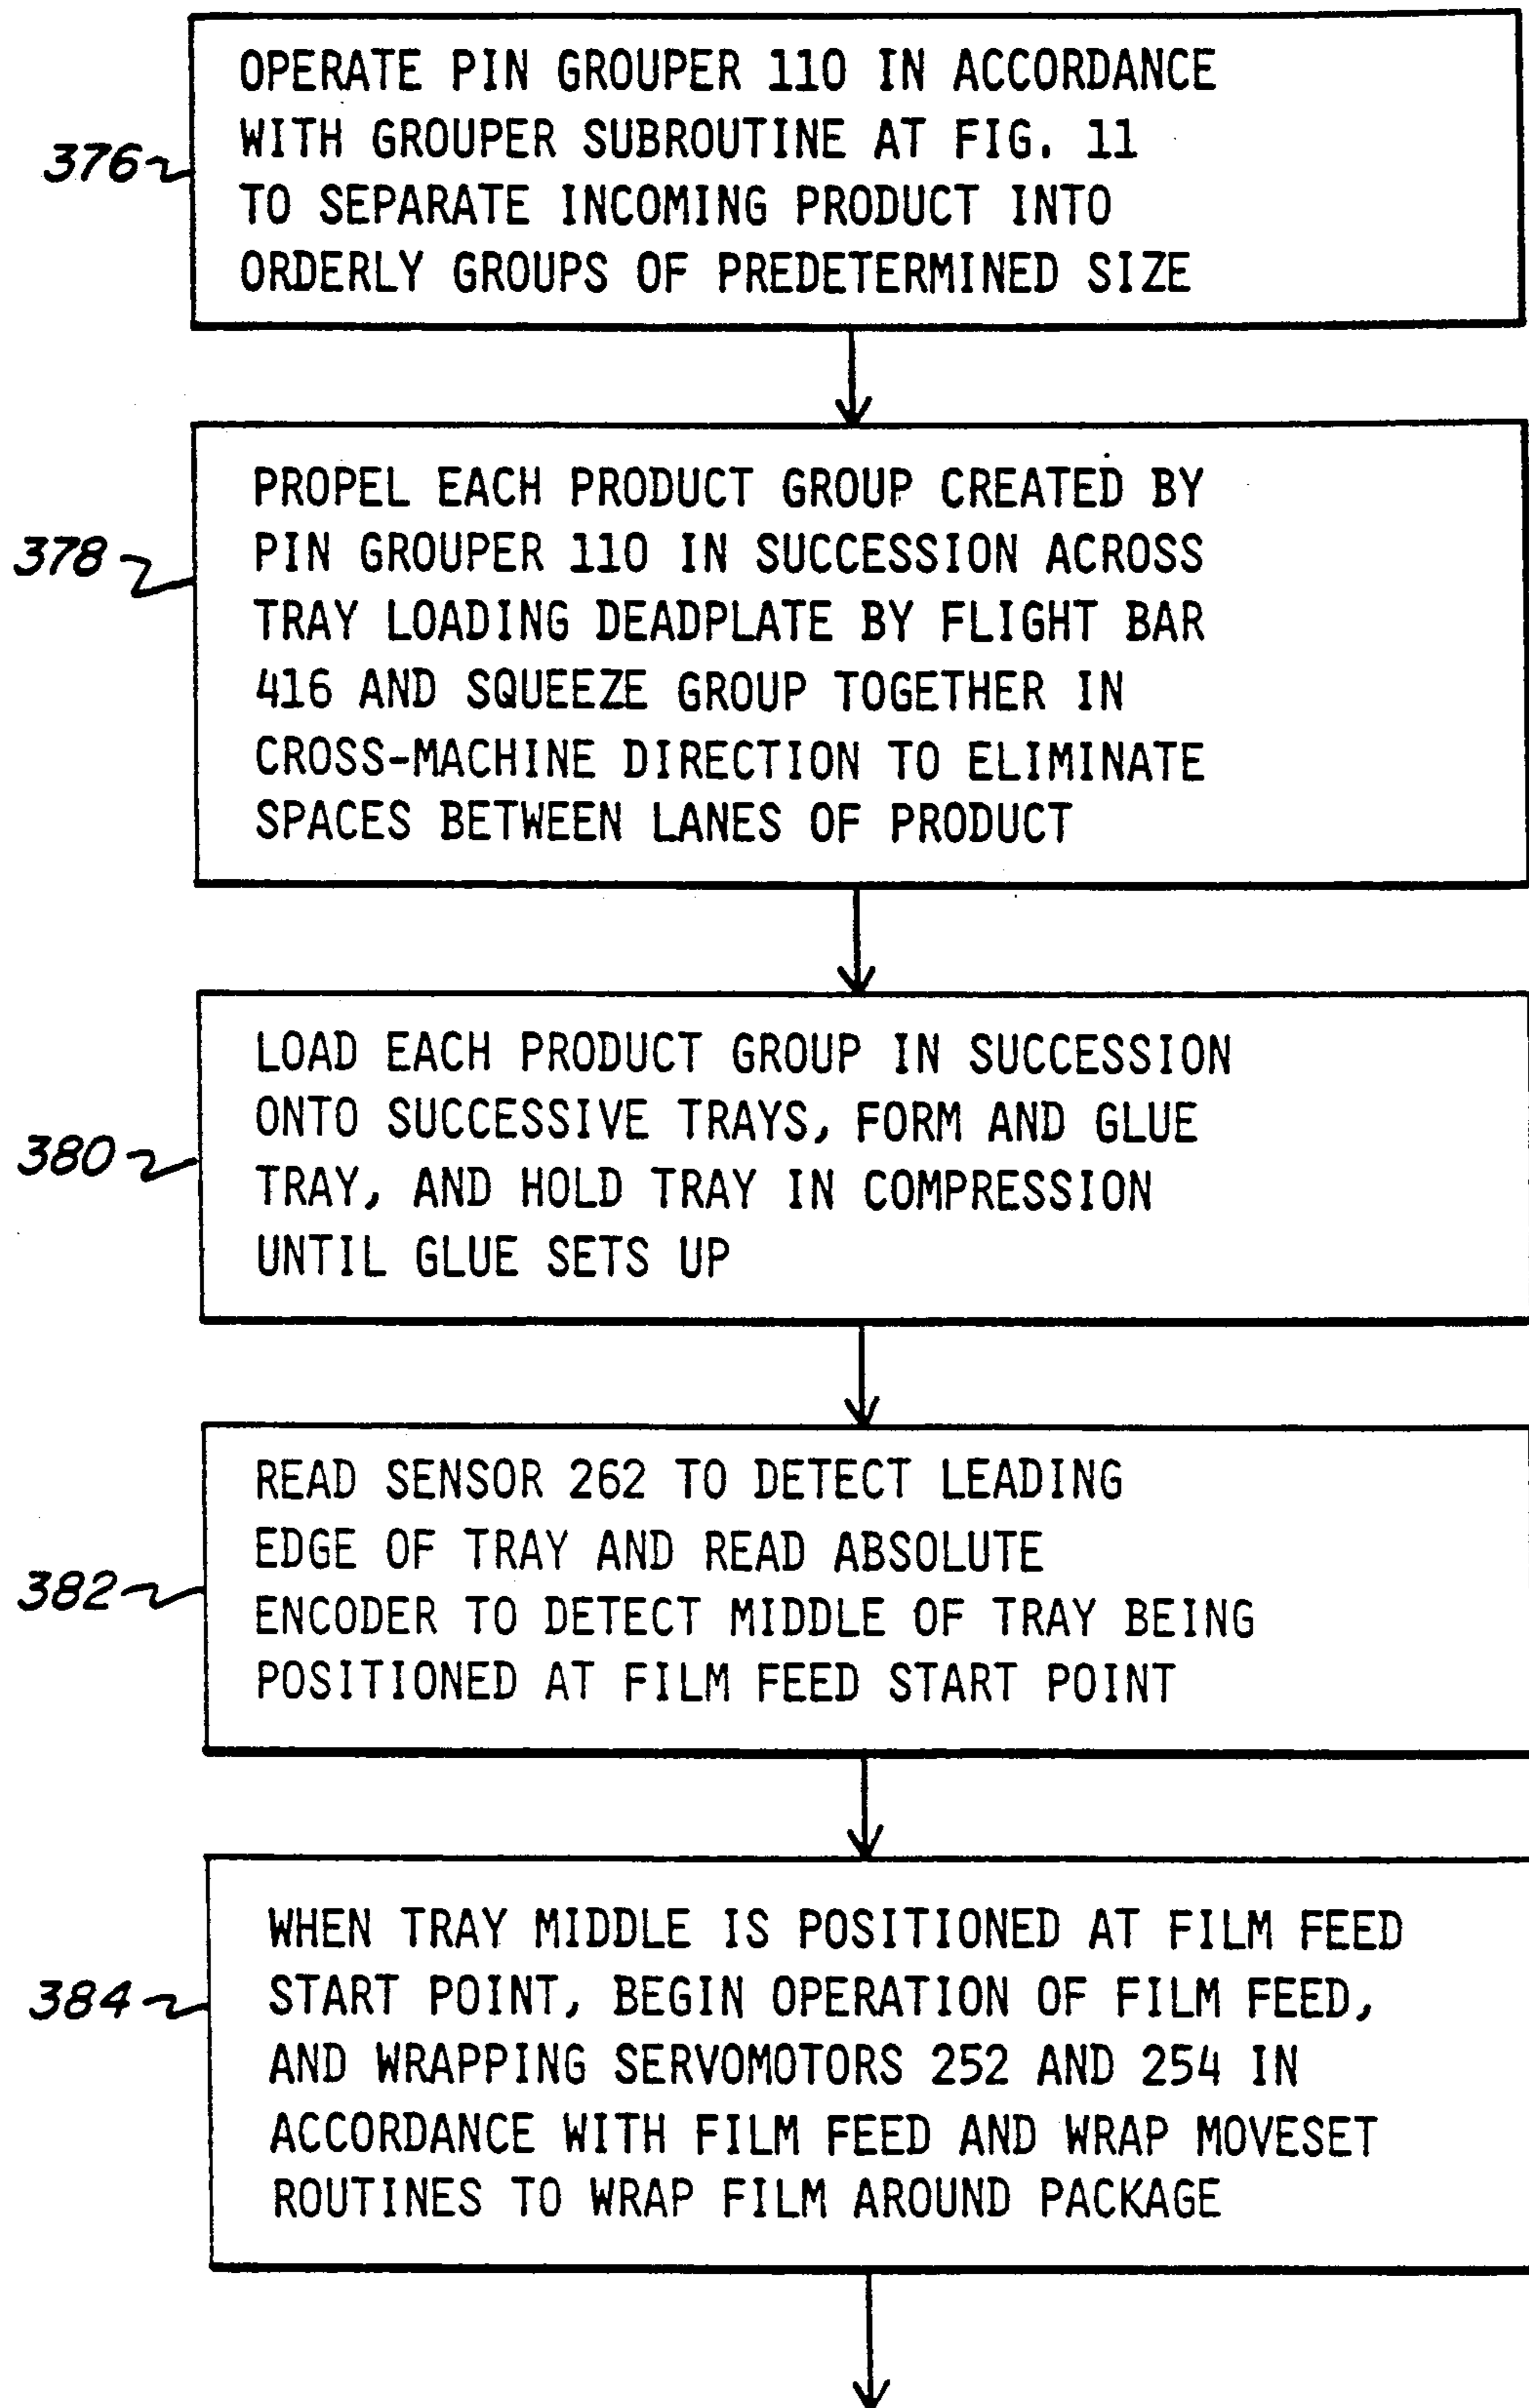 OPERATE PIN GROUPER 110 IN ACCORDANCE
WITH GROUPER SUBROUTINE AT FIG. 11
376
TO SEPARATE INCOMING PRODUCT INTO
ORDERLY GROUPS OF PREDETERMINED SIZE
PROPEL EACH PRODUCT GROUP CREATED BY
378
PIN GROUPER 110 IN SUCCESSION ACROSS
TRAY LOADING DEADPLATE BY FLIGHT BAR
416 AND SQUEEZE GROUP TOGETHER IN
CROSS-MACHINE DIRECTION TO ELIMINATE
SPACES BETWEEN LANES OF PRODUCT
LOAD EACH PRODUCT GROUP IN SUCCESSION
ONTO SUCCESSIVE TRAYS, FORM AND GLUE
380
TRAY, AND HOLD TRAY IN COMPRESSION
UNTIL GLUE SETS UP
READ SENSOR 262 TO DETECT LEADING
EDGE OF TRAY AND READ ABSOLUTE
382
ENCODER TO DETECT MIDDLE OF TRAY BEING
POSITIONED AT FILM FEED START POINT
WHEN TRAY MIDDLE IS POSITIONED AT FILM FEED
384
START POINT, BEGIN OPERATION OF FILM FEED,
AND WRAPPING SERVOMOTORS 252 AND 254 IN
ACCORDANCE WITH FILM FEED AND WRAP MOVESET
ROUTINES TO WRAP FILM AROUND PACKAGE